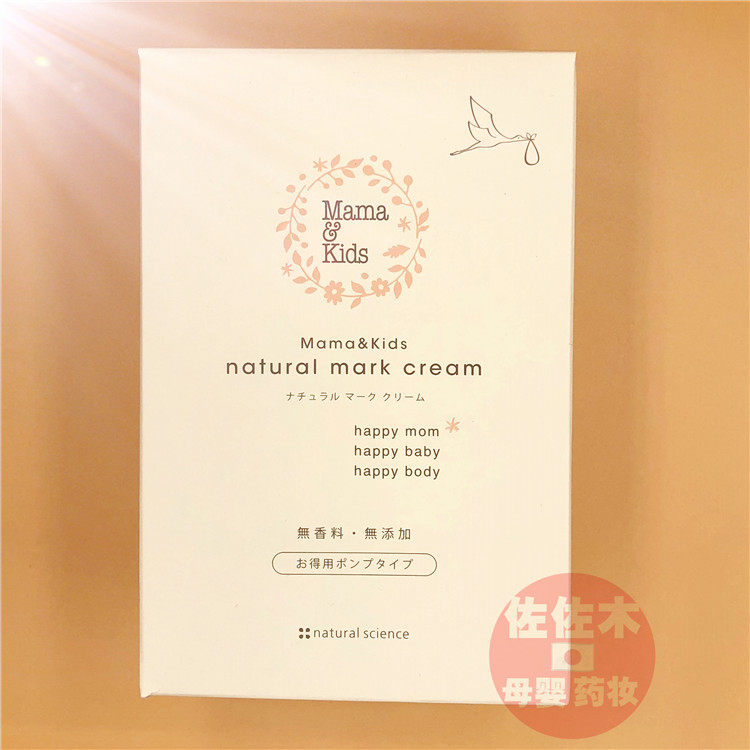 Mama
&
Kids
Mama&Kids
natural mark cream
ナチュラル マーク クリーム
happy mom
happy baby
happy body
無香料・無添加
お得用ポンプタイプ
natural science
佐佐木
母婴药妆